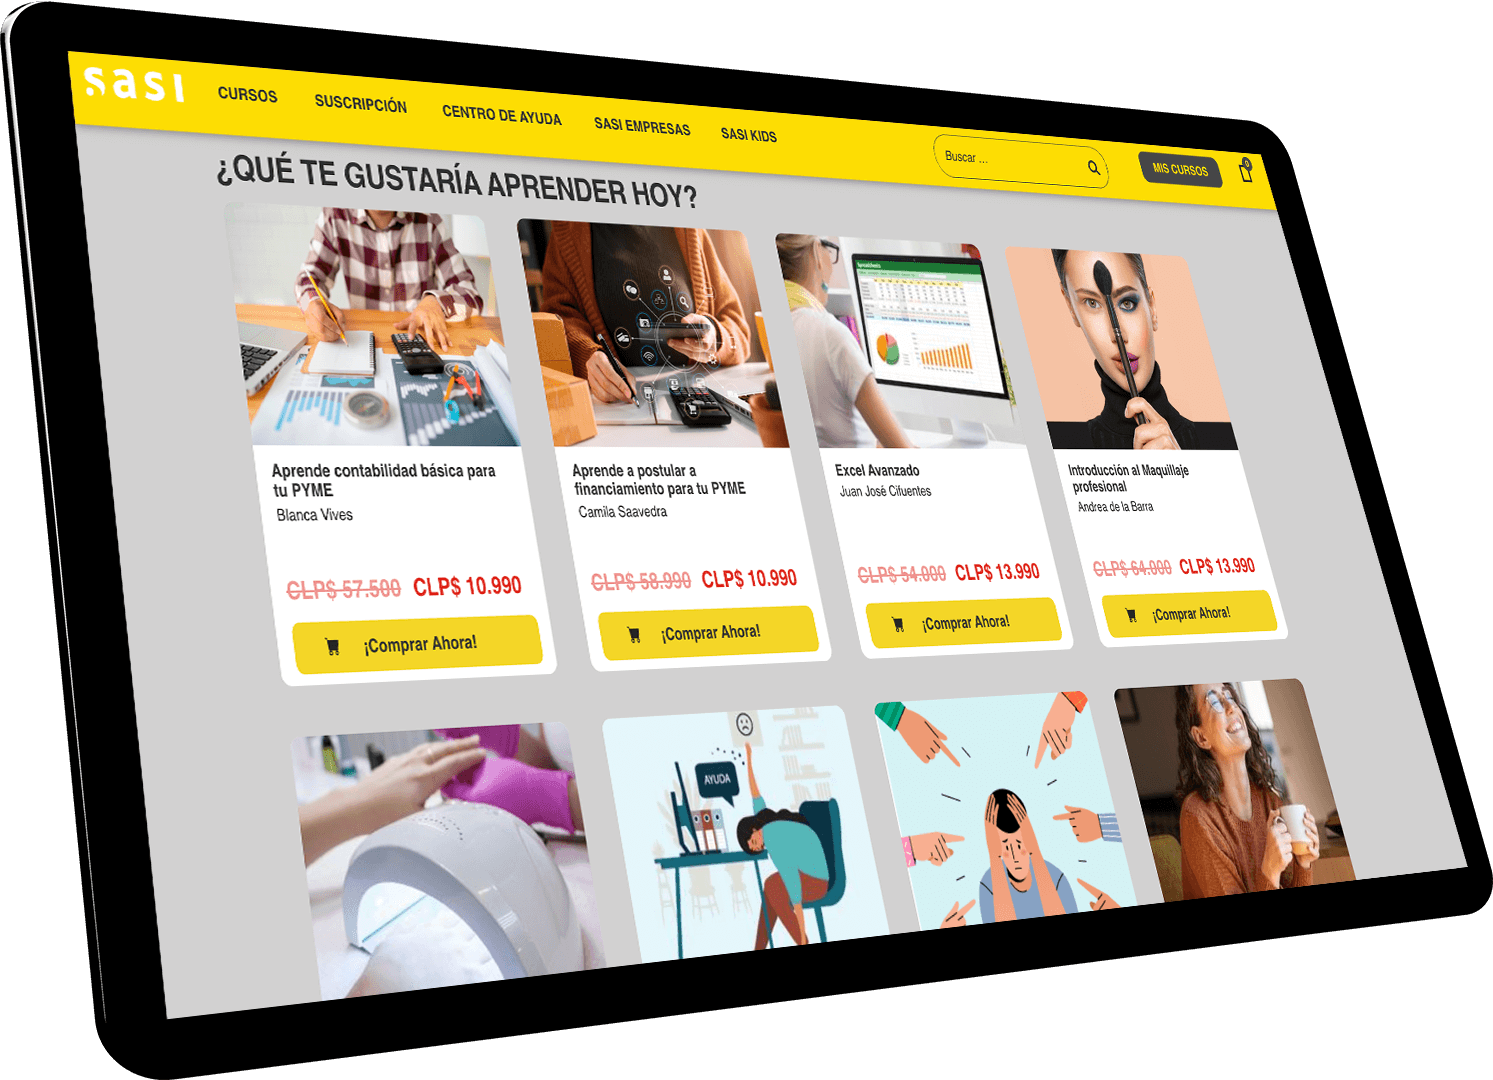 sasi
CURSOS
SUSCRIPCIÓN
CENTRO DE AYUDA
SASI EMPRESAS
SASI KIDS
Buscar ...
MIS CURSOS
0
¿QUÉ TE GUSTARÍA APRENDER HOY?
Aprende contabilidad básica para
tu PYME
Blanca Vives
CLP$ 57.500 CLP$ 10.990
¡Comprar Ahora!
Aprende a postular a
financiamiento para tu PYME
Camila Saavedra
CLP$ 58.990 CLP$ 10.990
¡Comprar Ahora!
Excel Avanzado
Juan José Cifuentes
CLP$ 54.000 CLP$ 13.990
¡Comprar Ahora!
Introducción al Maquillaje
profesional
Andrea de la Barra
CLP$ 64.000 CLP$ 13.990
¡Comprar Ahora!
AYUDA